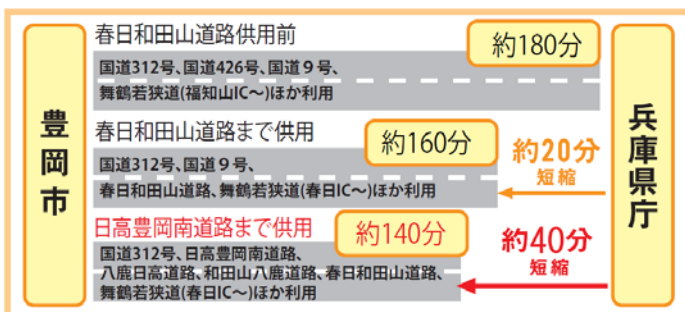 豊岡市
春日和田山道路供用前
約180分
国道312号、国道426号、国道9号、
舞鶴若狭道(福知山IC~)ほか利用
春日和田山道路まで供用
約160分
国道312号、国道9号、
春日和田山道路、舞鶴若狭道(春日IC~)ほか利用
約20分
短縮
日高豊岡南道路まで供用
約140分
国道312号、日高豊岡南道路、
八鹿日高道路、和田山八鹿道路、春日和田山道路、
舞鶴若狭道(春日IC~)ほか利用
約40分
短縮
兵庫県庁